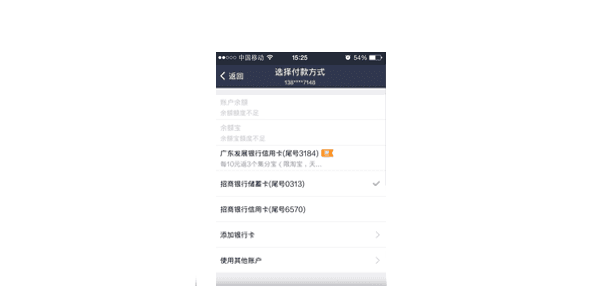 中国移动 15:25 54%
返回 选择付款方式
138****7148
账户余额
余额额度不足
余额宝
余额宝额度不足
广东发展银行信用卡(尾号3184)
每10元返3个集分宝（限淘宝，天...
招商银行储蓄卡(尾号0313)
招商银行信用卡(尾号6570)
添加银行卡
使用其他账户